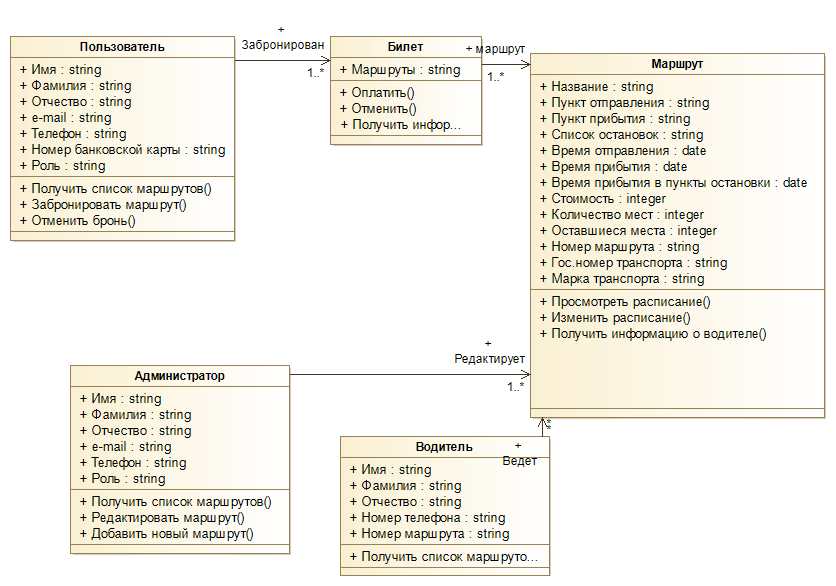 Пользователь
+ Имя : string
+ Фамилия : string
+ Отчество : string
+ e-mail : string
+ Телефон : string
+ Номер банковской карты : string
+ Роль : string
+ Получить список маршрутов()
+ Забронировать маршрут()
+ Отменить бронь()
+
Забронирован
1..*
Билет
+ Маршруты : string
+ Оплатить()
+ Отменить()
+ Получить инфор...
+ маршрут
1..*
Маршрут
+ Название : string
+ Пункт отправления : string
+ Пункт прибытия : string
+ Список остановок : string
+ Время отправления : date
+ Время прибытия : date
+ Время прибытия в пункты остановки : date
+ Стоимость : integer
+ Количество мест : integer
+ Оставшиеся места : integer
+ Номер маршрута : string
+ Гос.номер транспорта : string
+ Марка транспорта : string
+ Просмотреть расписание()
+ Изменить расписание()
+ Получить информацию о водителе()
+
Редактирует
1..*
Администратор
+ Имя : string
+ Фамилия : string
+ Отчество : string
+ e-mail : string
+ Телефон : string
+ Роль : string
+ Получить список маршрутов()
+ Редактировать маршрут()
+ Добавить новый маршрут()
*
+
Ведет
Водитель
+ Имя : string
+ Фамилия : string
+ Отчество : string
+ Номер телефона : string
+ Номер маршрута : string
+ Получить список маршруто...